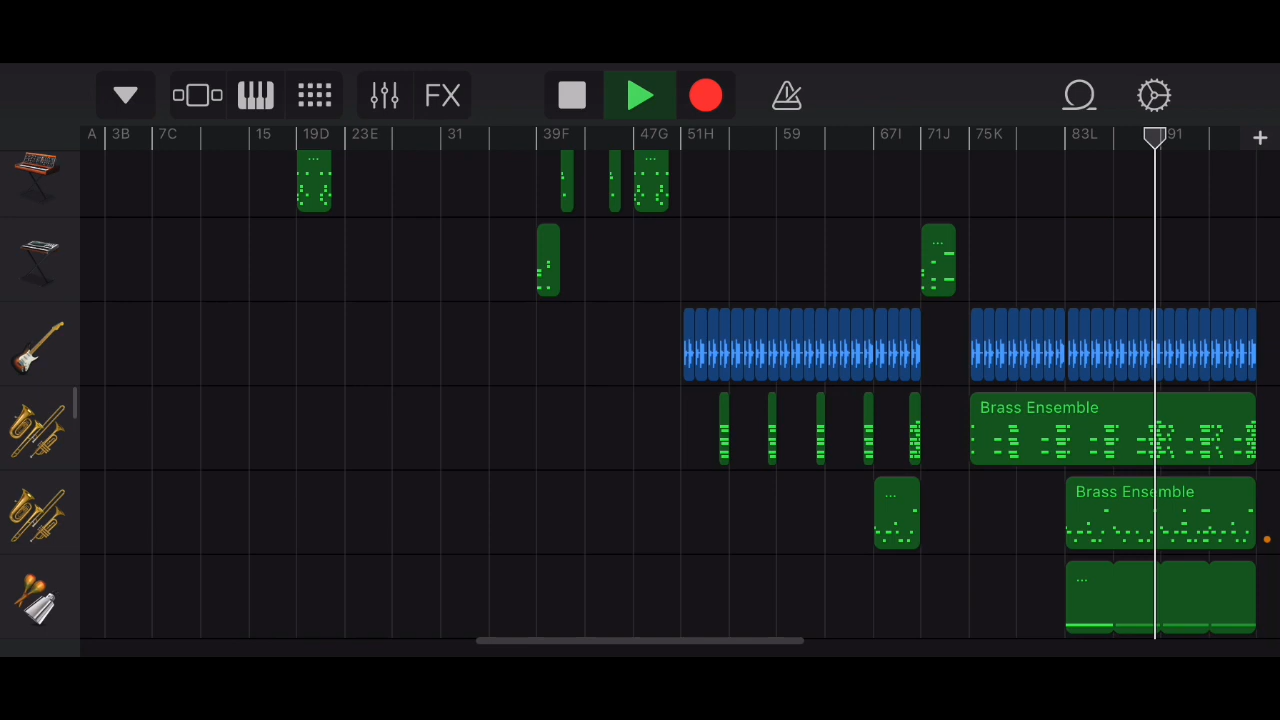 FX
A 3B 7C 15 19D 23E 31 39F 47G 51H 59 67I 71J 75K 83L 91
... ...
...
Brass Ensemble
... Brass Ensemble
...